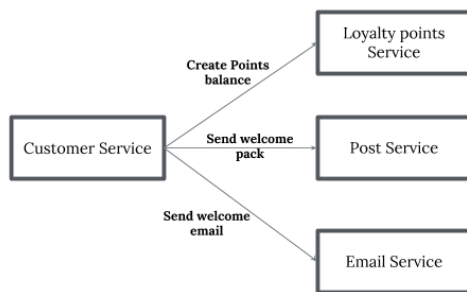 Loyalty points
Service
Create Points
balance
Customer Service
Send welcome
pack
Post Service
Send welcome
email
Email Service